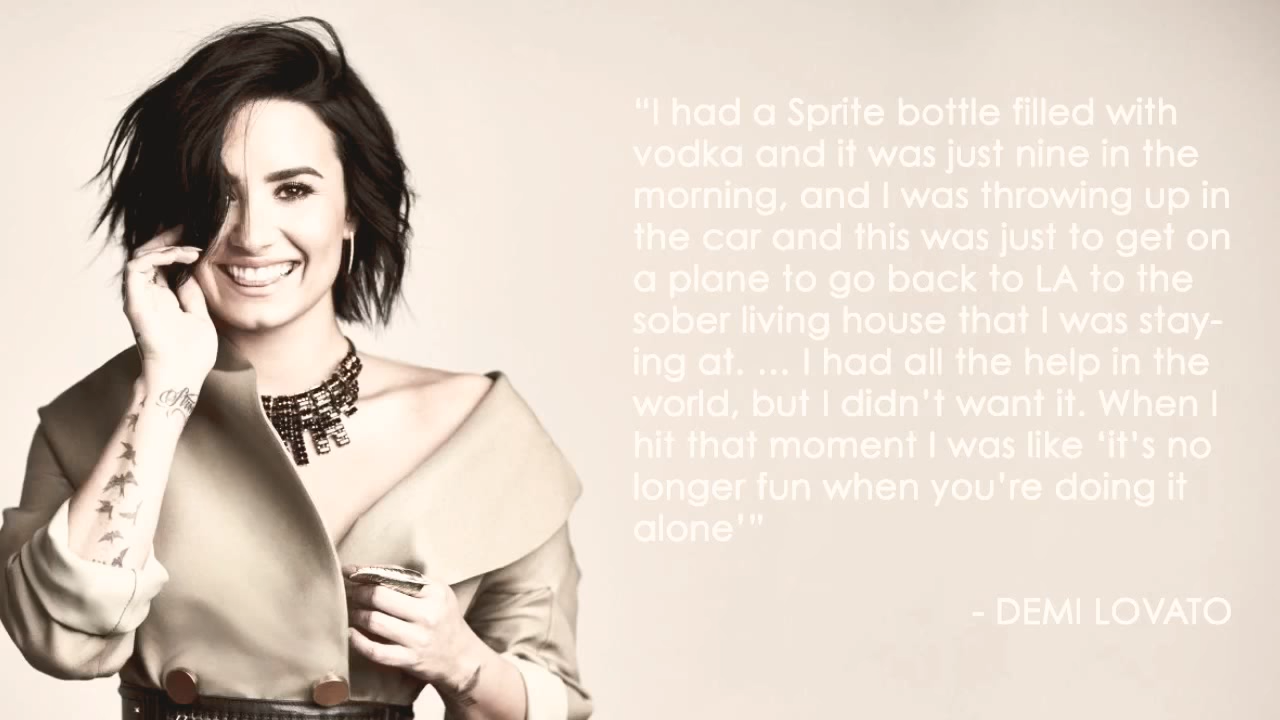 “I had a Sprite bottle filled with
vodka and it was just nine in the
morning, and I was throwing up in
the car and this was just to get on
a plane to go back to LA to the
sober living house that I was stay-
ing at. ... I had all the help in the
world, but I didn’t want it. When I
hit that moment I was like ‘it’s no
longer fun when you’re doing it
alone’”
- DEMI LOVATO